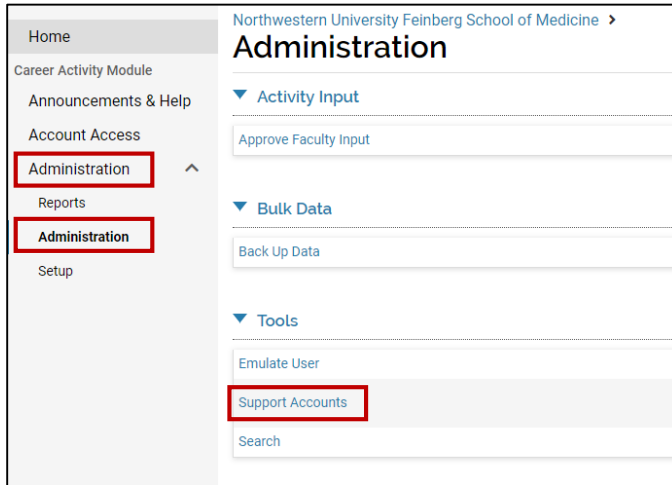 Home
Career Activity Module
Announcements & Help
Account Access
Administration
Reports
Administration
Setup
Northwestern University Feinberg School of Medicine >
Administration
Activity Input
Approve Faculty Input
Bulk Data
Back Up Data
Tools
Emulate User
Support Accounts
Search